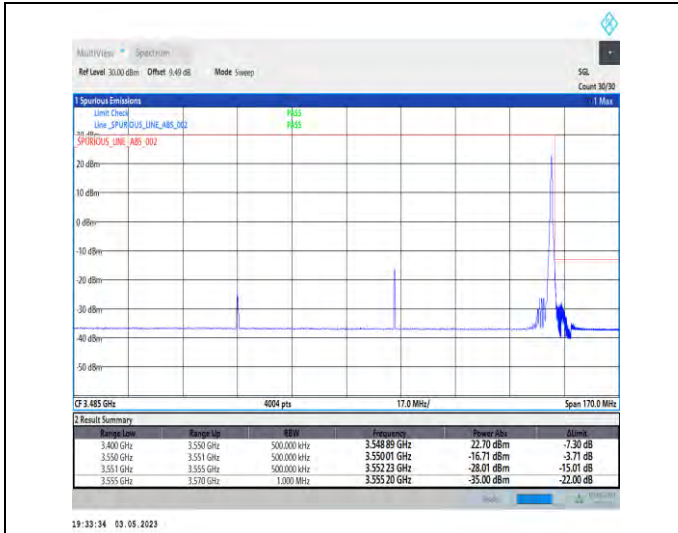 MultiView Spectrum
Ref Level 30.00 dBm Offset 9.49 dB Mode Sweep SGL
Count 30/30
1 Spurious Emissions 1 Max
Limit Check PASS
Line _SPURIOUS_LINE_ABS_002 PASS
30 dBm
_SPURIOUS_LINE_ABS_002
20 dBm
10 dBm
0 dBm
-10 dBm
-20 dBm
-30 dBm
-40 dBm
-50 dBm
CF 3.485 GHz 4004 pts 17.0 MHz/ Span 170.0 MHz
2 Result Summary
Range Low Range Up RBW Frequency Power Abs ΔLimit
3.400 GHz 3.550 GHz 500.000 kHz 3.548 89 GHz 22.70 dBm -7.30 dB
3.550 GHz 3.551 GHz 500.000 kHz 3.550 01 GHz -16.71 dBm -3.71 dB
3.551 GHz 3.555 GHz 500.000 kHz 3.552 23 GHz -28.01 dBm -15.01 dB
3.555 GHz 3.570 GHz 1.000 MHz 3.555 20 GHz -35.00 dBm -22.00 dB
19:33:34 03.05.2023